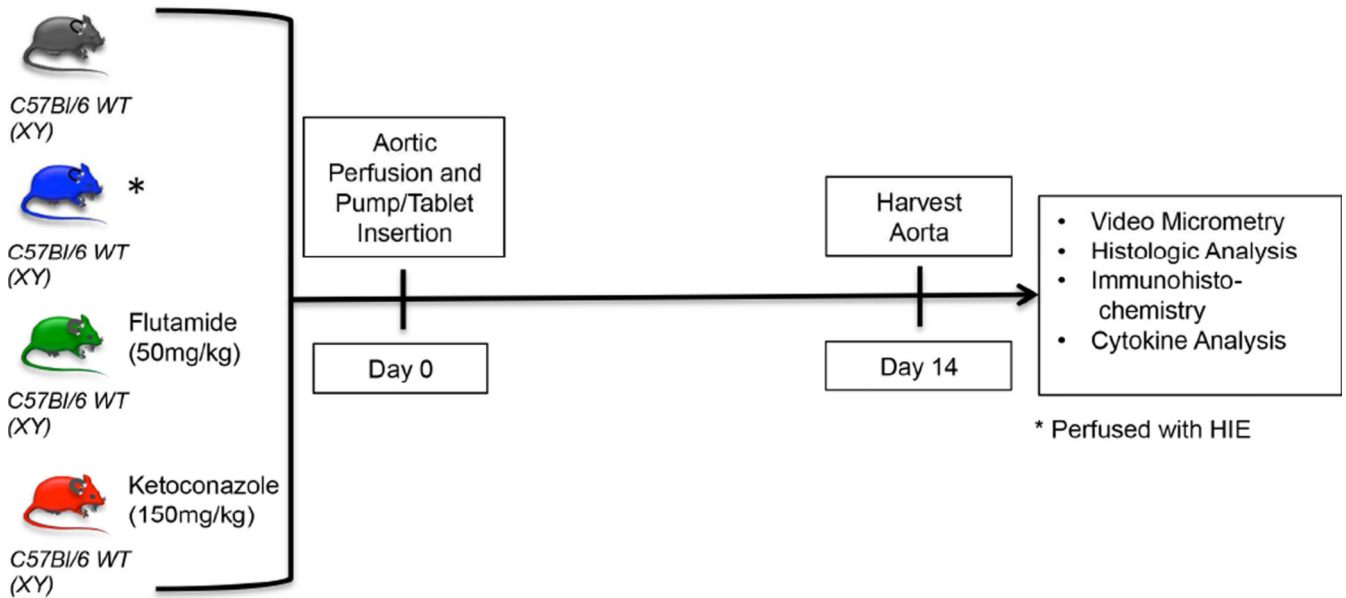 C57Bl/6 WT
(XY)
*
C57Bl/6 WT
(XY)
Flutamide
(50mg/kg)
C57Bl/6 WT
(XY)
Ketoconazole
(150mg/kg)
C57Bl/6 WT
(XY)
Aortic
Perfusion and
Pump/Tablet
Insertion
Day 0
Harvest
Aorta
Day 14
• Video Micrometry
• Histologic Analysis
• Immunohisto-
chemistry
• Cytokine Analysis
* Perfused with HIE